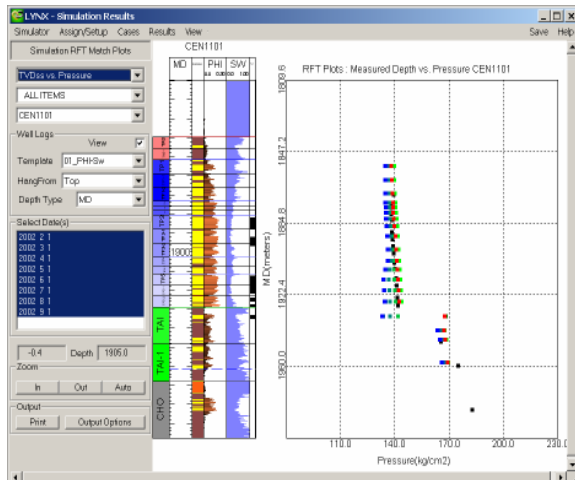 LYNX - Simulation Results
Simulator Assign/Setup Cases Results View Save Help
Simulation RFT Match Plots
TVDss vs. Pressure
ALL ITEMS
CEN1101
Well Logs
View
Template 01_PHI-Sw
HangFrom Top
Depth Type MD
Select Date(s)
2002 2 1
2002 3 1
2002 4 1
2002 5 1
2002 6 1
2002 7 1
2002 8 1
2002 9 1
-0.4 Depth 1905.0
Zoom
In Out Auto
Output
Print Output Options
CEN1101
MD PHI SW
1900
TAI
TAI-1
CHO
RFT Plots : Measured Depth vs. Pressure CEN1101
1809.6
1847.2
1884.8
1922.4
1960.0
MD(meters)
110.0 140.0 170.0 200.0 230.0
Pressure(kg/cm2)